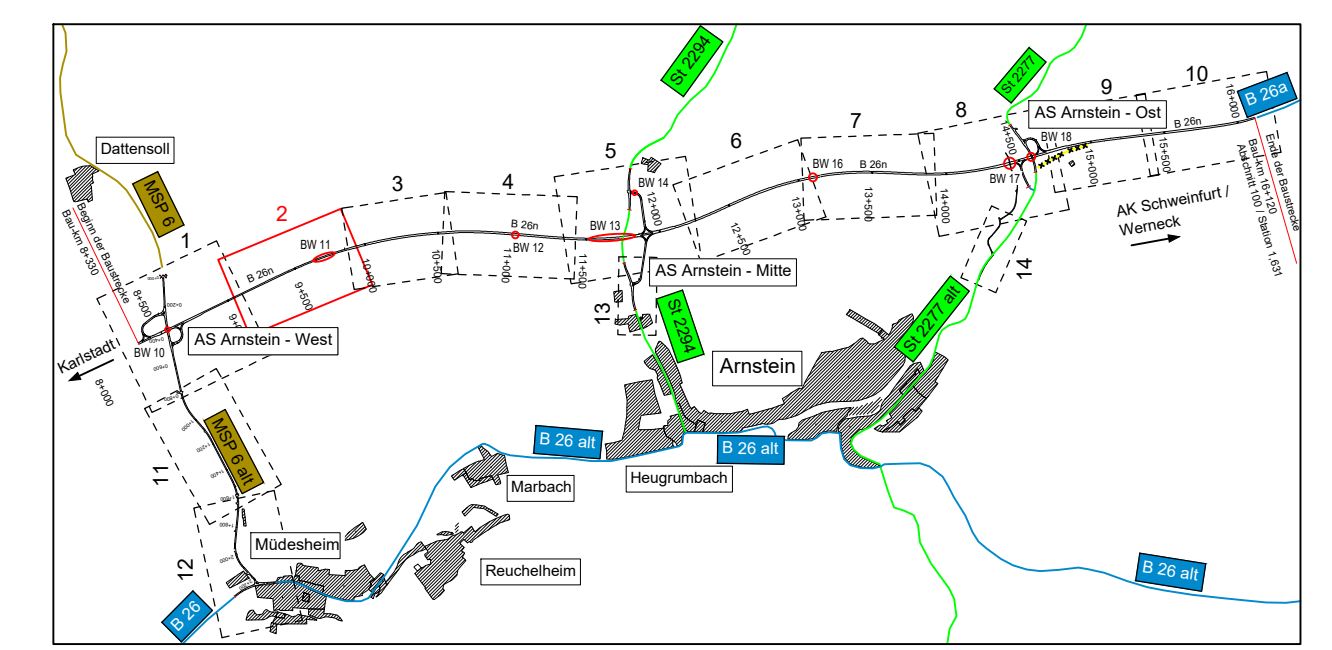 St 2294
St 2277
10
9
B 26a
16+000
8
AS Arnstein - Ost
B 26n
BW 18
14+500
7
6
5
Dattensoll
MSP 6
BW 16
B 26n
BW 17
15+000
15+500
Ende der Baustrecke
Bau-km 16+120
Abschnitt 100 / Station 1,631
BW 14
12+000
3
4
2
1
Beginn der Baustrecke
Bau-km 8+330
13+000
13+500
14+000
AK Schweinfurt /
Werneck
BW 13
B 26n
BW 12
BW 11
12+500
11+000
11+500
10+500
10+000
B 26n
9+500
8+500
AS Arnstein - Mitte
14
13
St 2294
St 2277 alt
BW 10
AS Arnstein - West
Karlstadt
8+000
Arnstein
MSP 6 alt
11
B 26 alt
B 26 alt
Heugrumbach
Marbach
Müdesheim
12
Reuchelheim
B 26 alt
B 26